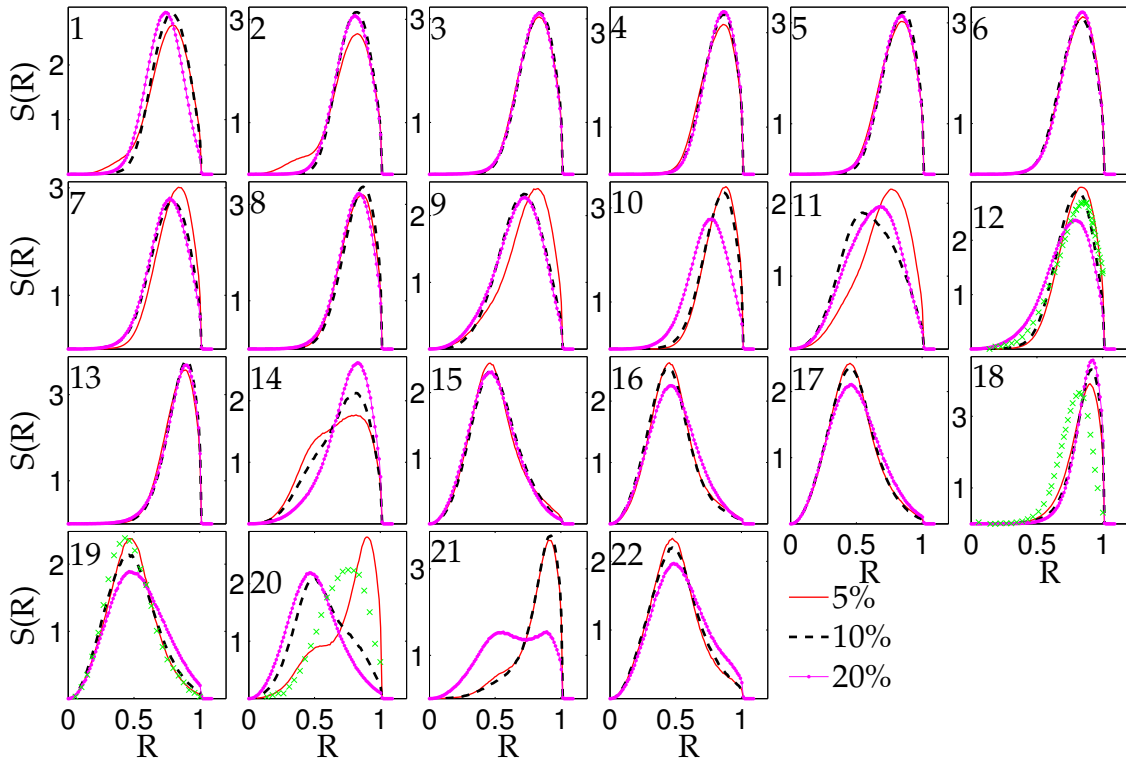 3 3 3 3 3
1 2 3 4 5 6
2
S(R)
1 1 1 1 1 1
3 3 3
7 8 9 10 11 12
2 2 2
S(R)
1 1 1 1 1 1
13 14 15 16 17 18
3 2 2 2 2 3
S(R)
1 1 1 1 1 1
19 20 21 22
0 0.5 1 0 0.5 1
R R
2 2 3 2
S(R)
5%
1 1 1 1
10%
20%
0 0.5 1 0 0.5 1 0 0.5 1 0 0.5 1
R R R R